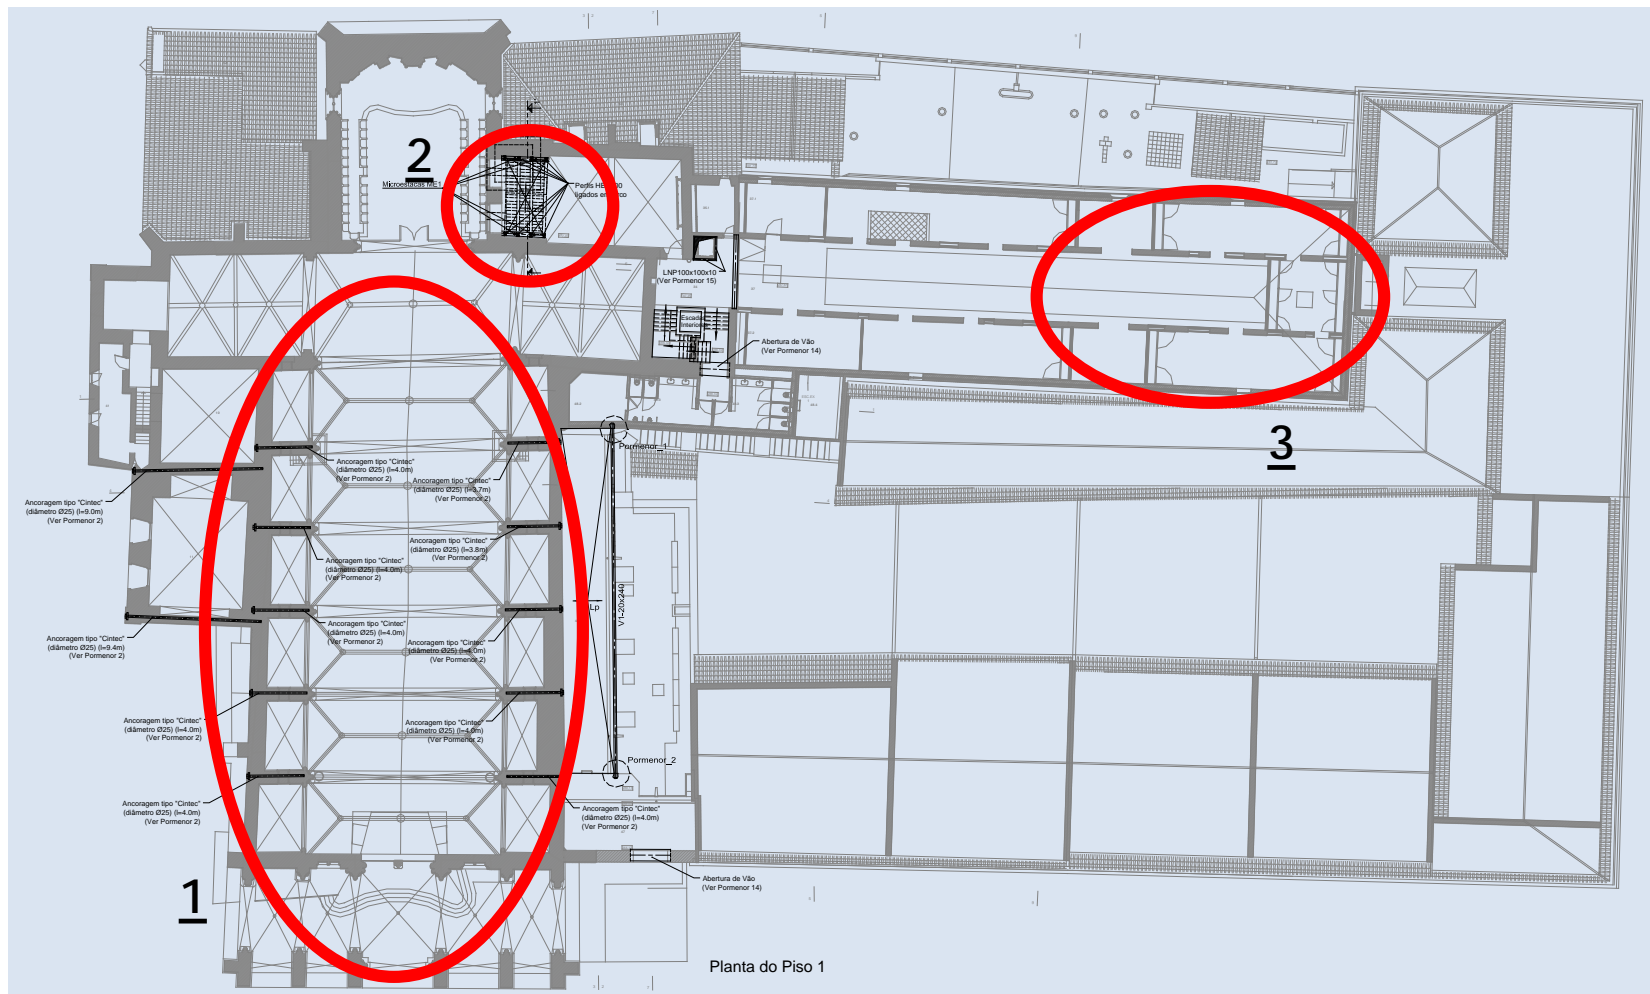 2
Microestacas ME1
Perfis HE
ligados em arco
LNP100x100x10
(Ver Pormenor 15)
Escada
Interior
Abertura de Vão
(Ver Pormenor 14)
Pormenor_1
3
Ancoragem tipo "Cintec"
(diâmetro Ø25) (l=4.0m)
(Ver Pormenor 2)
Ancoragem tipo "Cintec"
(diâmetro Ø25) (l=3.7m)
(Ver Pormenor 2)
Ancoragem tipo "Cintec"
(diâmetro Ø25) (l=9.0m)
(Ver Pormenor 2)
Ancoragem tipo "Cintec"
(diâmetro Ø25) (l=3.8m)
(Ver Pormenor 2)
Ancoragem tipo "Cintec"
(diâmetro Ø25) (l=4.0m)
(Ver Pormenor 2)
Lp
V1-20x240
Ancoragem tipo "Cintec"
(diâmetro Ø25) (l=4.0m)
(Ver Pormenor 2)
Ancoragem tipo "Cintec"
(diâmetro Ø25) (l=9.4m)
(Ver Pormenor 2)
Ancoragem tipo "Cintec"
(diâmetro Ø25) (l=4.0m)
(Ver Pormenor 2)
Ancoragem tipo "Cintec"
(diâmetro Ø25) (l=4.0m)
(Ver Pormenor 2)
Ancoragem tipo "Cintec"
(diâmetro Ø25) (l=4.0m)
(Ver Pormenor 2)
Pormenor_2
Ancoragem tipo "Cintec"
(diâmetro Ø25) (l=4.0m)
(Ver Pormenor 2)
Ancoragem tipo "Cintec"
(diâmetro Ø25) (l=4.0m)
(Ver Pormenor 2)
Abertura de Vão
(Ver Pormenor 14)
1
Planta do Piso 1